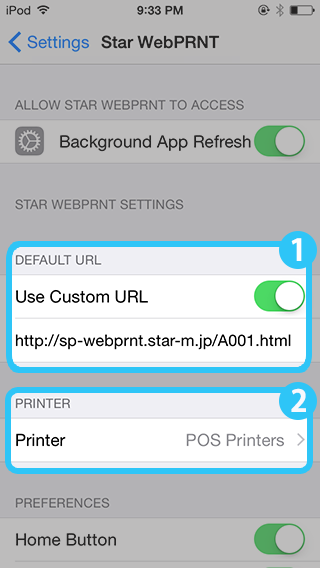 iPod 9:33 PM
Settings Star WebPRNT
ALLOW STAR WEBPRNT TO ACCESS
Background App Refresh
STAR WEBPRNT SETTINGS
1
DEFAULT URL
Use Custom URL
http://sp-webprnt.star-m.jp/A001.html
2
PRINTER
Printer POS Printers
PREFERENCES
Home Button